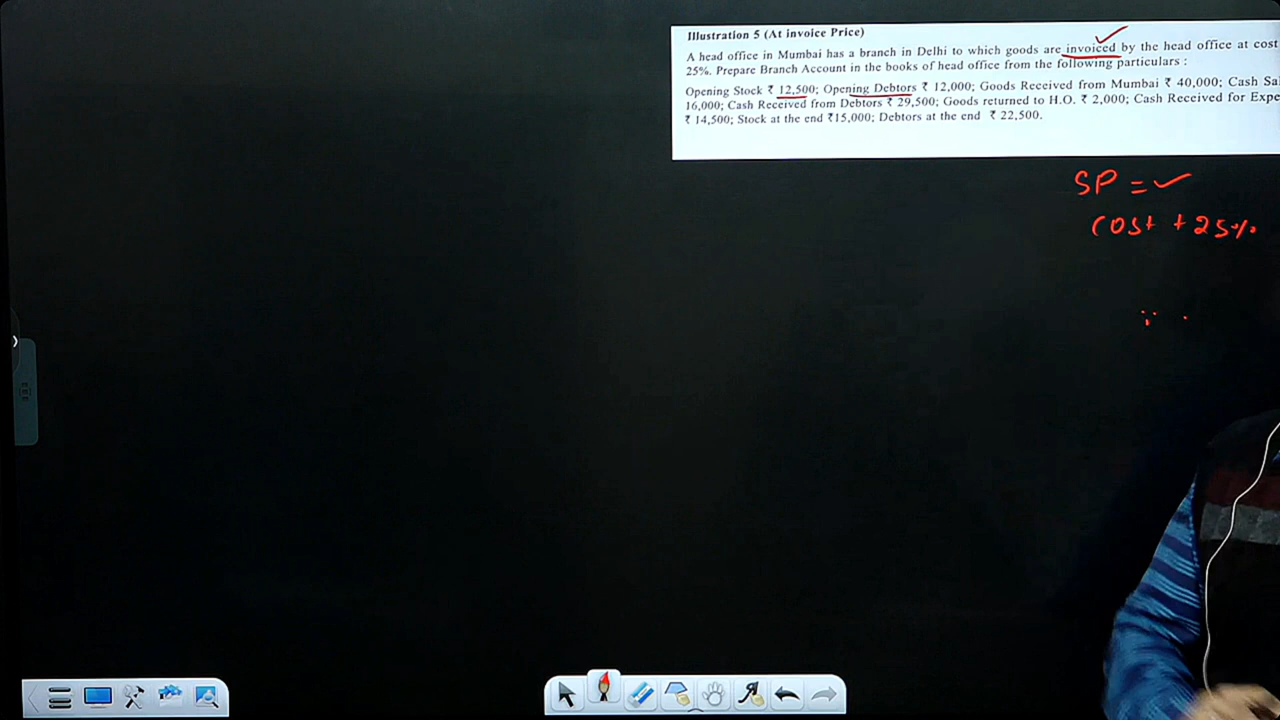 Illustration 5 (At invoice Price)
A head office in Mumbai has a branch in Delhi to which goods are invoiced by the head office at cost
25%. Prepare Branch Account in the books of head office from the following particulars :
Opening Stock ₹ 12,500; Opening Debtors ₹ 12,000; Goods Received from Mumbai ₹ 40,000; Cash Sa
16,000; Cash Received from Debtors ₹ 29,500; Goods returned to H.O. ₹ 2,000; Cash Received for Expe
₹ 14,500; Stock at the end ₹15,000; Debtors at the end ₹ 22,500.
SP = ✓
Cost + 25%